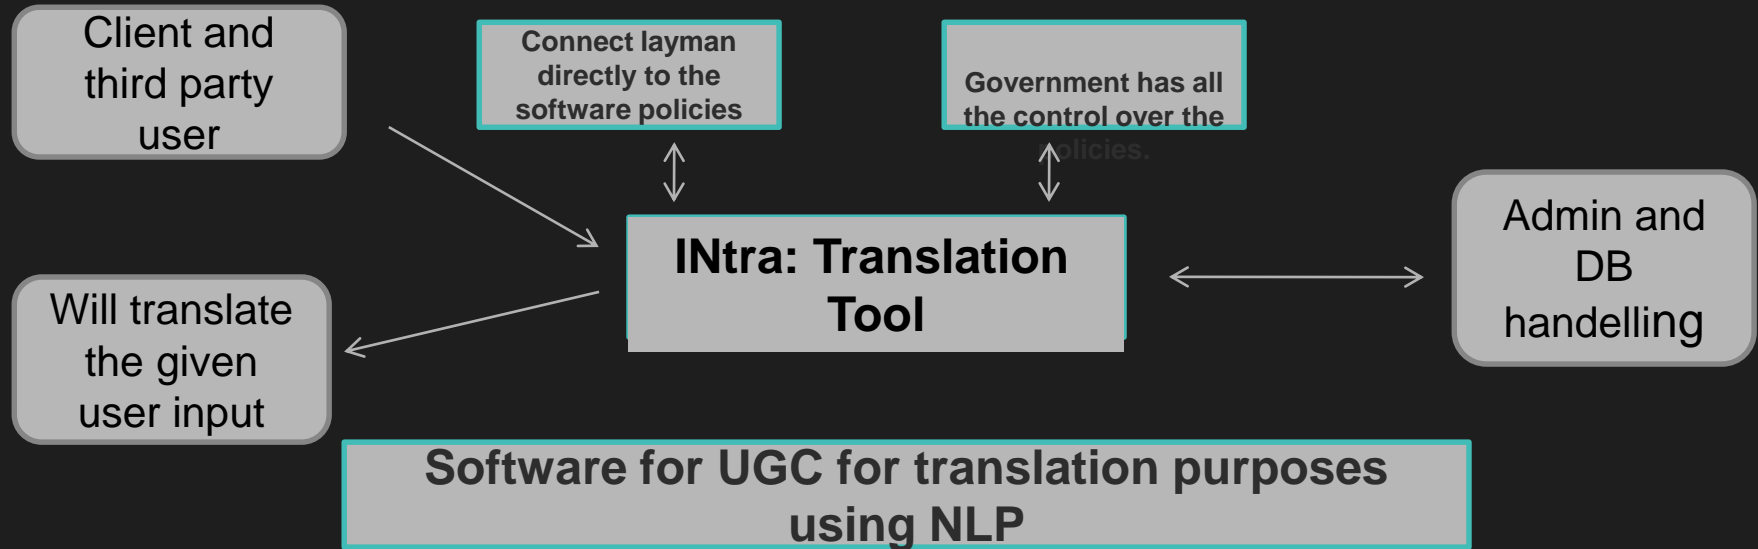 Client and
third party
user
Connect layman
directly to the
software policies
Government has all
the control over the
policies.
INtra: Translation
Tool
Admin and
DB
handelling
Will translate
the given
user input
Software for UGC for translation purposes
using NLP